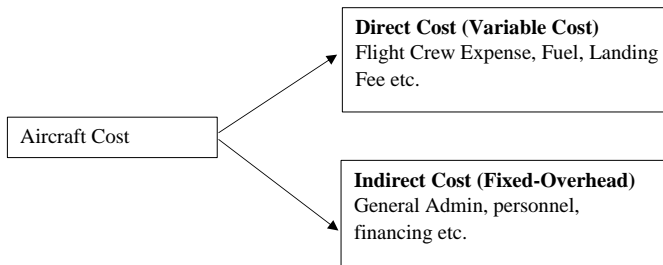 Direct Cost (Variable Cost)
Flight Crew Expense, Fuel, Landing
Fee etc.
Aircraft Cost
Indirect Cost (Fixed-Overhead)
General Admin, personnel,
financing etc.